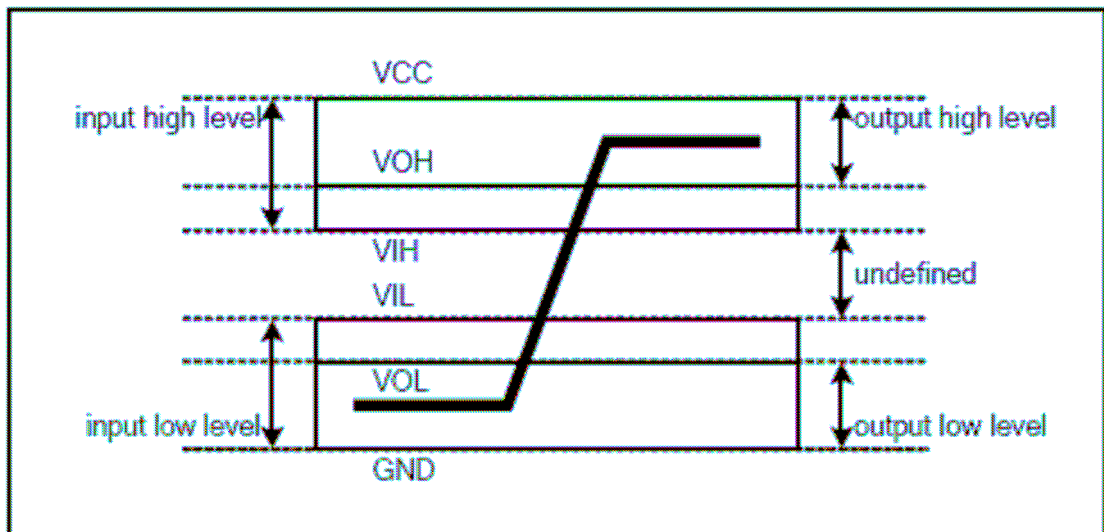 VCC
input high level
output high level
VOH
VIH
undefined
VIL
VOL
input low level
output low level
GND